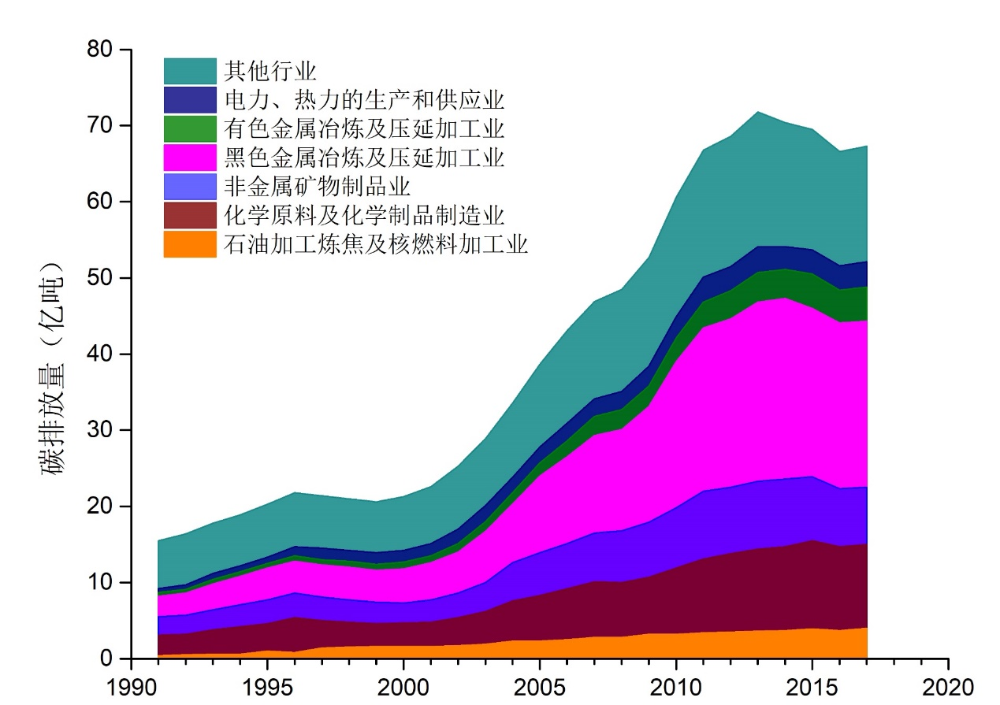 80
70
60
50
40
30
20
10
0
碳排放量（亿吨）
其他行业
电力、热力的生产和供应业
有色金属冶炼及压延加工业
黑色金属冶炼及压延加工业
非金属矿物制品业
化学原料及化学制品制造业
石油加工炼焦及核燃料加工业
1990 1995 2000 2005 2010 2015 2020